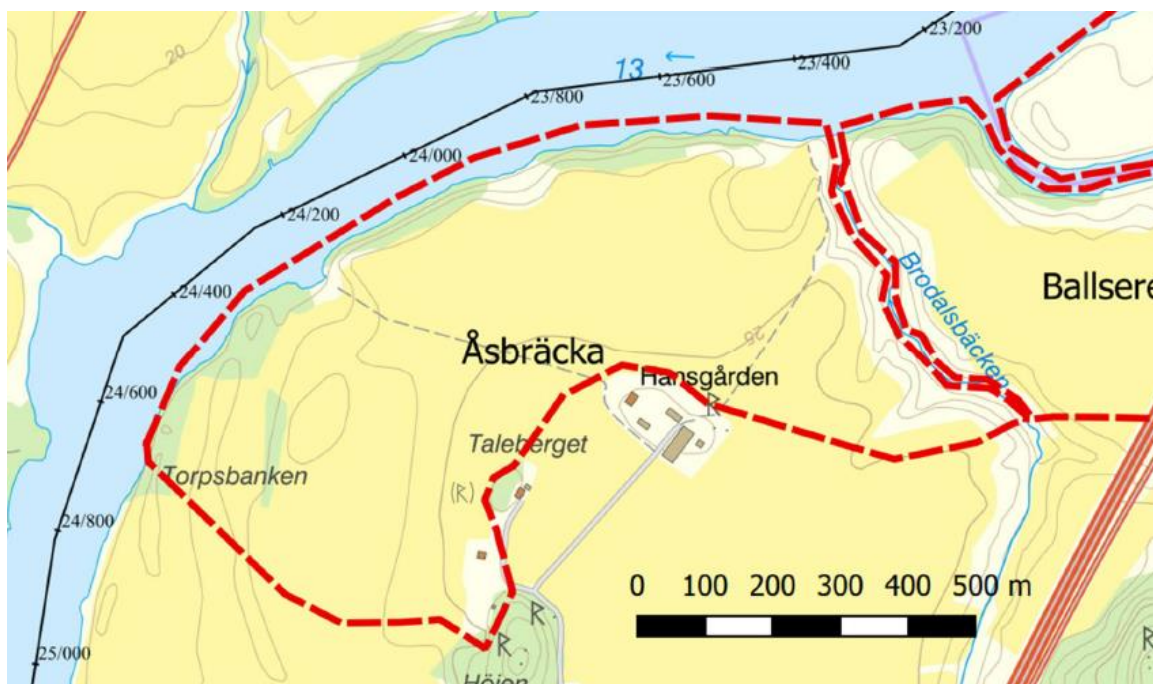 23/200
20
13
23/400
23/600
23/800
24/000
24/200
24/400
Brodalsbäcken
Ballsere
Åsbräcka
25
Hansgården
24/600
R
Taleberget
Torpsbanken
(R)
24/800
0 100 200 300 400 500 m
R
R
R
25/000
Höjen